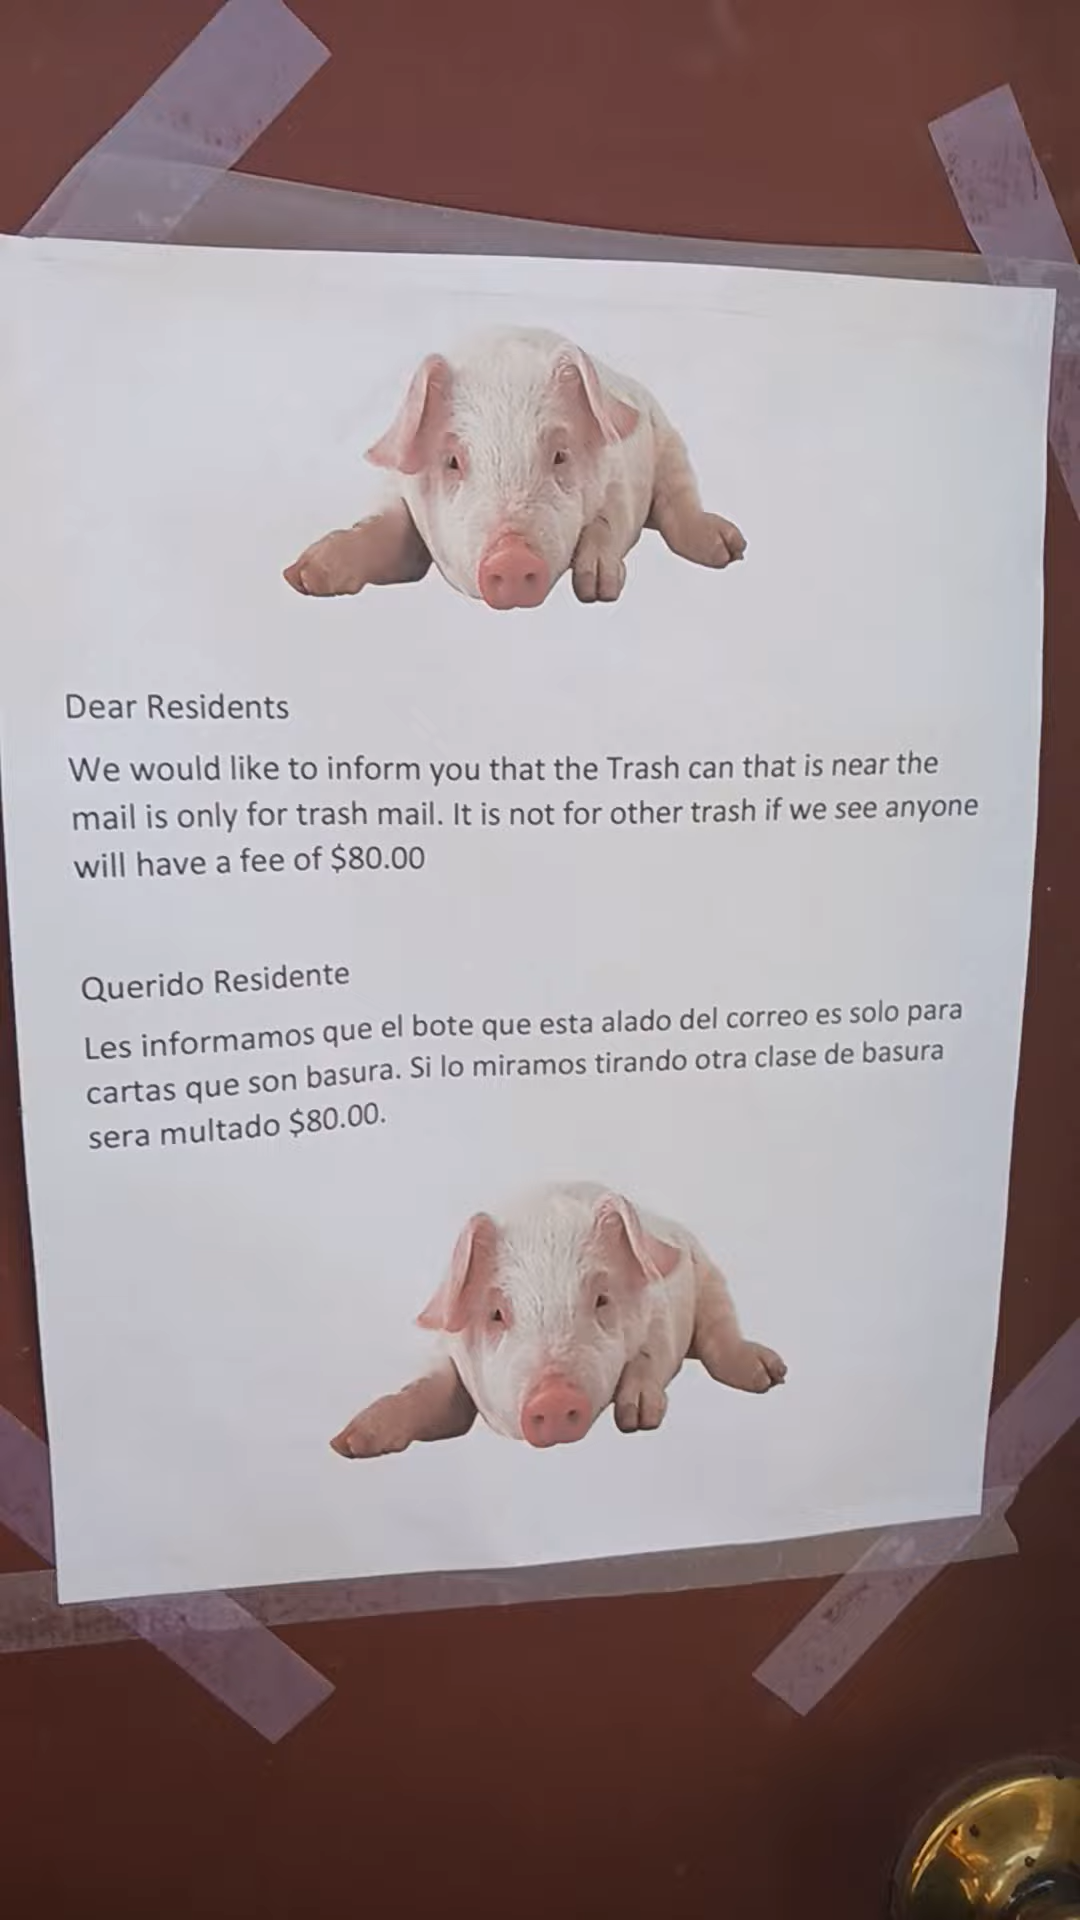 Dear Residents
We would like to inform you that the Trash can that is near the
mail is only for trash mail. It is not for other trash if we see anyone
will have a fee of $80.00
Querido Residente
Les informamos que el bote que esta alado del correo es solo para
cartas que son basura. Si lo miramos tirando otra clase de basura
sera multado $80.00.